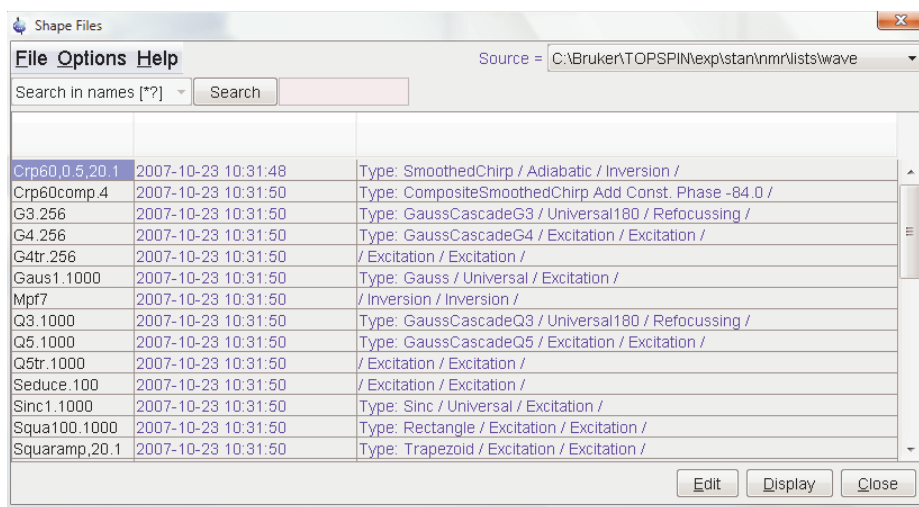 Shape Files
File Options Help Source = C:\Bruker\TOPSPIN\exp\stan\nmr\lists\wave
Search in names [*?] Search
Crp60,0.5,20.1 2007-10-23 10:31:48 Type: SmoothedChirp / Adiabatic / Inversion /
Crp60comp.4 2007-10-23 10:31:50 Type: CompositeSmoothedChirp Add Const. Phase -84.0 /
G3.256 2007-10-23 10:31:50 Type: GaussCascadeG3 / Universal180 / Refocussing /
G4.256 2007-10-23 10:31:50 Type: GaussCascadeG4 / Excitation / Excitation /
G4tr.256 2007-10-23 10:31:50 / Excitation / Excitation /
Gaus1.1000 2007-10-23 10:31:50 Type: Gauss / Universal / Excitation /
Mpf7 2007-10-23 10:31:50 / Inversion / Inversion /
Q3.1000 2007-10-23 10:31:50 Type: GaussCascadeQ3 / Universal180 / Refocussing /
Q5.1000 2007-10-23 10:31:50 Type: GaussCascadeQ5 / Excitation / Excitation /
Q5tr.1000 2007-10-23 10:31:50 / Excitation / Excitation /
Seduce.100 2007-10-23 10:31:50 / Excitation / Excitation /
Sinc1.1000 2007-10-23 10:31:50 Type: Sinc / Universal / Excitation /
Squa100.1000 2007-10-23 10:31:50 Type: Rectangle / Excitation / Excitation /
Squaramp,20.1 2007-10-23 10:31:50 Type: Trapezoid / Excitation / Excitation /
Edit Display Close